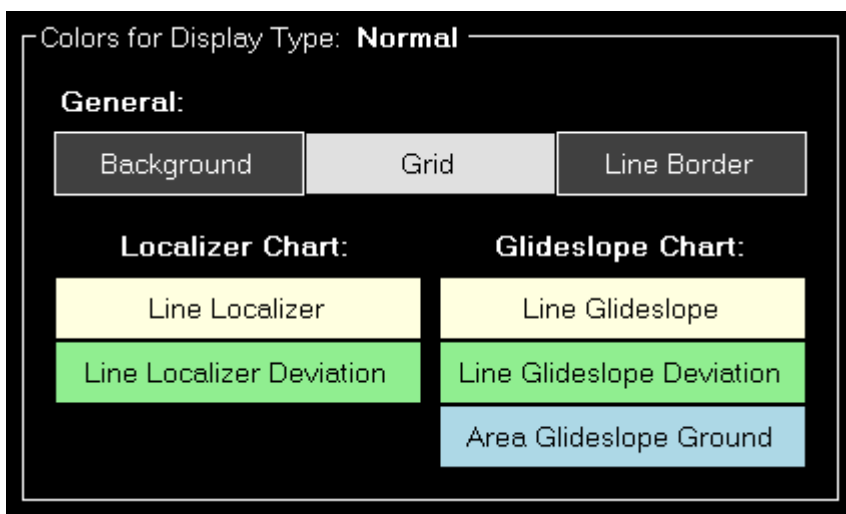 Colors for Display Type: Normal
General:
Background Grid Line Border
Localizer Chart: Glideslope Chart:
Line Localizer Line Glideslope
Line Localizer Deviation Line Glideslope Deviation
Area Glideslope Ground